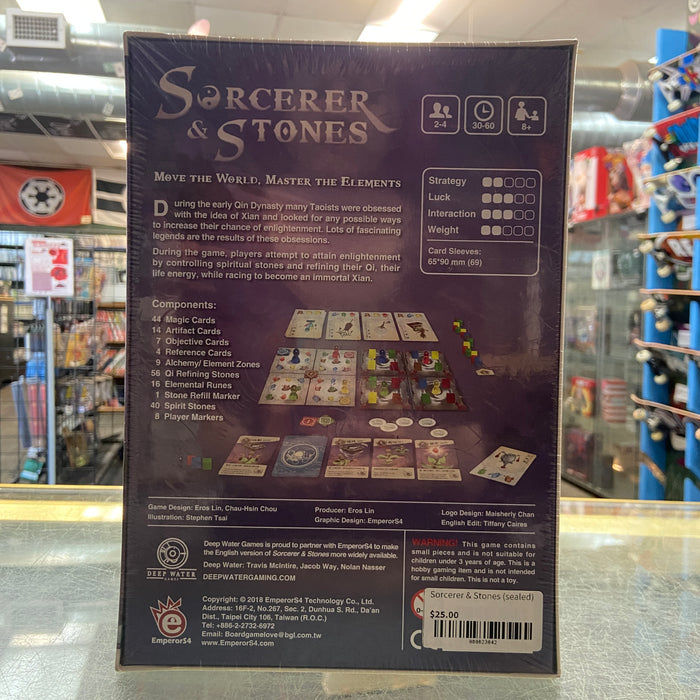 SORCERER
& STONES
2-4
30-60
8+
MOVE THE WORLD, MASTER THE ELEMENTS
Strategy
Luck
Interaction
Weight
Card Sleeves:
65*90 mm (69)
During the early Qin Dynasty many Taoists were obsessed
with the idea of Xian and looked for any possible ways
to increase their chance of enlightenment. Lots of fascinating
legends are the results of these obsessions.
During the game, players attempt to attain enlightenment
by controlling spiritual stones and refining their Qi, their
life energy, while racing to become an immortal Xian.
Components:
44 Magic Cards
14 Artifact Cards
7 Objective Cards
4 Reference Cards
9 Alchemy/ Element Zones
56 Qi Refining Stones
16 Elemental Runes
1 Stone Refill Marker
40 Spirit Stones
8 Player Markers
Game Design: Eros Lin, Chau-Hsin Chou
Illustration: Stephen Tsai
Producer: Eros Lin
Graphic Design: EmperorS4
Logo Design: Maisherly Chan
English Edit: Tiffany Caires
DEEP WATER
GAMES
Deep Water Games is proud to partner with EmperorS4 to make
the English version of Sorcerer & Stones more widely available.
Deep Water: Travis McIntire, Jacob Way, Nolan Nasser
DEEPWATERGAMING.COM
WARNING! This game contains
small pieces and is not suitable for
children under 3 years of age. This is a
hobby gaming item and is not intended
for small children. This is not a toy.
e
EmperorS4
Copyright: © 2018 EmperorS4 Technology Co., Ltd.
Address: 16F-2, No.267, Sec. 2, Dunhua S. Rd., Da'an
Dist., Taipei City 106, Taiwan (R.O.C.)
Tel: +886-2-2732-6972
Email: Boardgamelove@bgl.com.tw
www.EmperorS4.com
Sorcerer & Stones (sealed)
$25.00